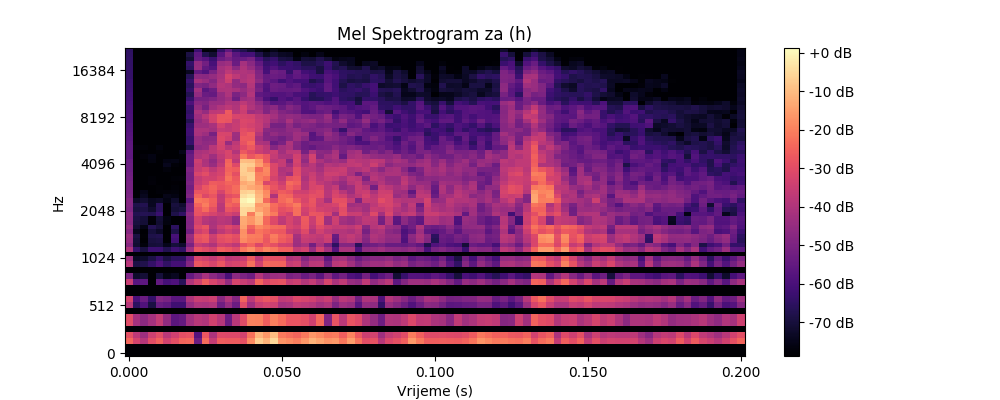 Mel Spektrogram za (h)
+0 dB
16384
-10 dB
8192
-20 dB
4096
-30 dB
Hz
2048
-40 dB
1024
-50 dB
512
-60 dB
-70 dB
0
0.000 0.050 0.100 0.150 0.200
Vrijeme (s)